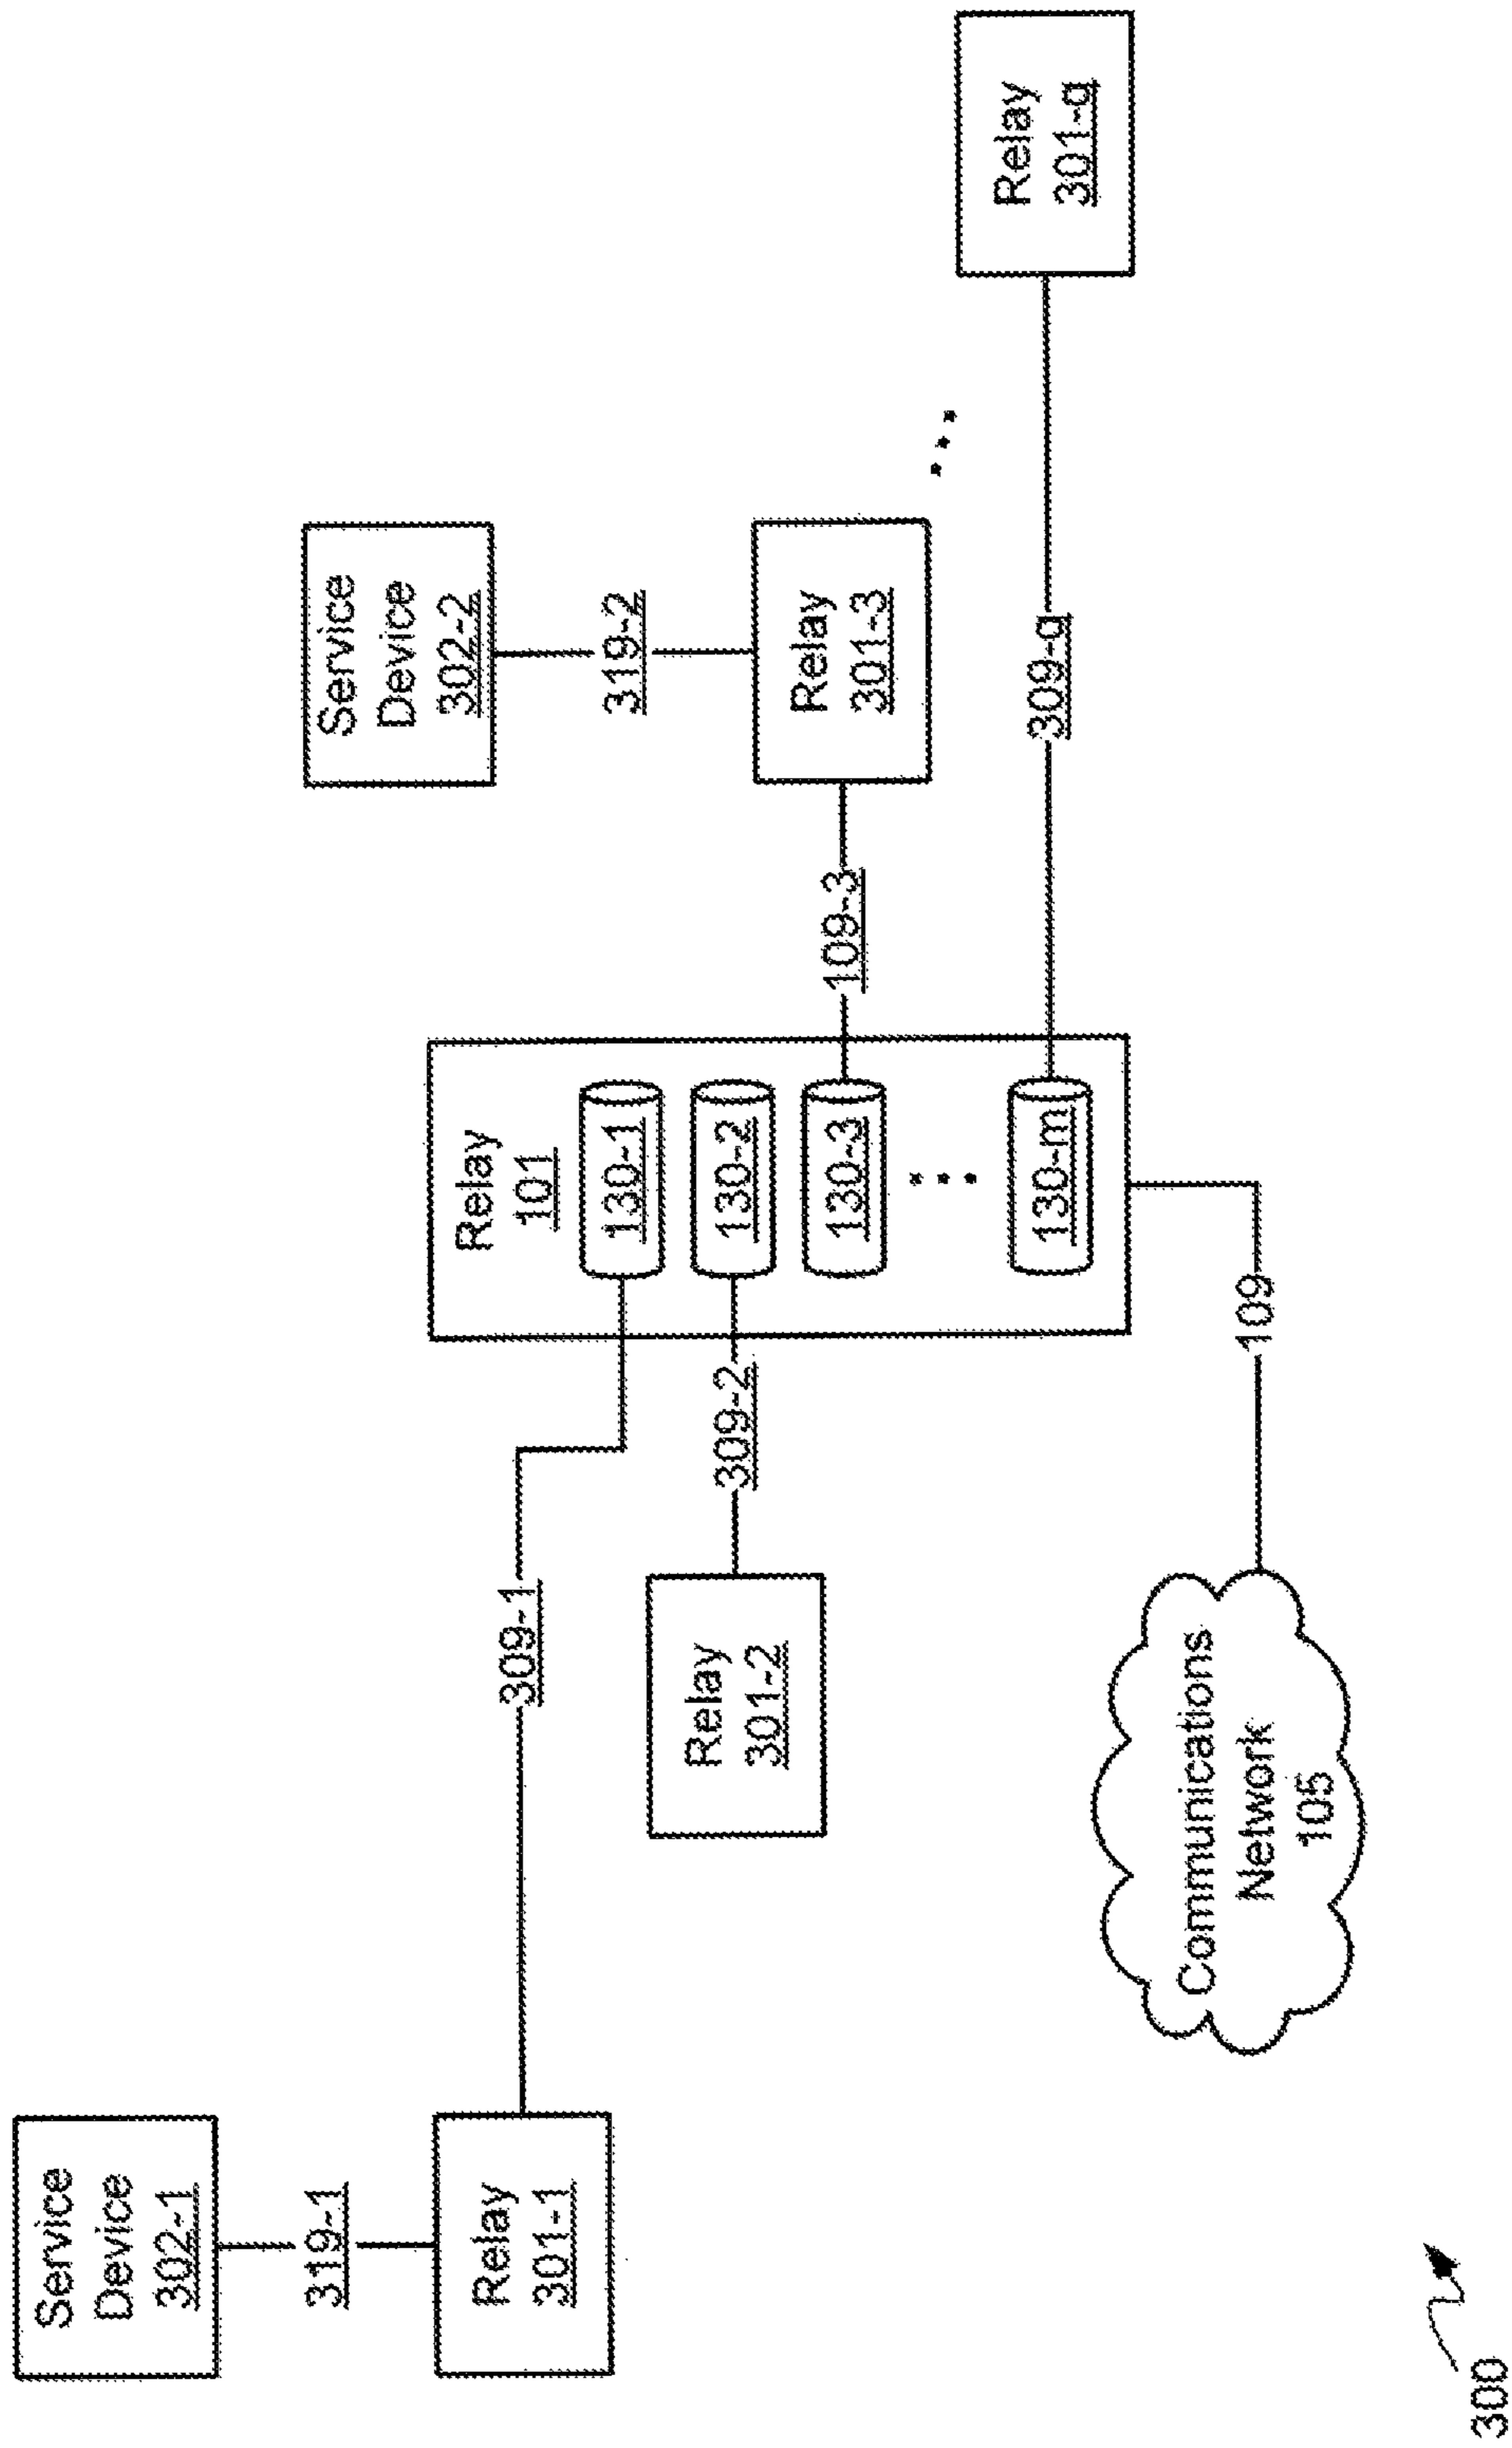 Service
Device
302-1
319-1
Relay
301-1
309-1
Relay
301-2
309-2
Relay
101
130-1
130-2
130-3
130-m
Service
Device
302-2
319-2
Relay
301-3
109-3
Relay
301-q
309-q
109
Communications
Network
105
300